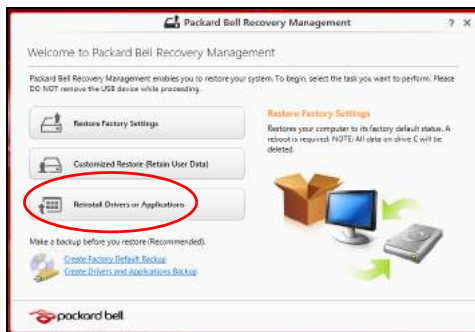 Packard Bell Recovery Management
? X
Welcome to Packard Bell Recovery Management
Packard Bell Recovery Management enables you to restore your system. To begin, select the task you want to perform. Please
DO NOT remove the USB device while proceeding.
Restore Factory Settings
Customized Restore (Retain User Data)
Reinstall Drivers or Applications
Restore Factory Settings
Restores your computer to its factory default status. A
reboot is required. NOTE: All data on drive C will be
deleted.
Make a backup before you restore (Recommended).
Create Factory Default Backup
Create Drivers and Applications Backup
packard bell